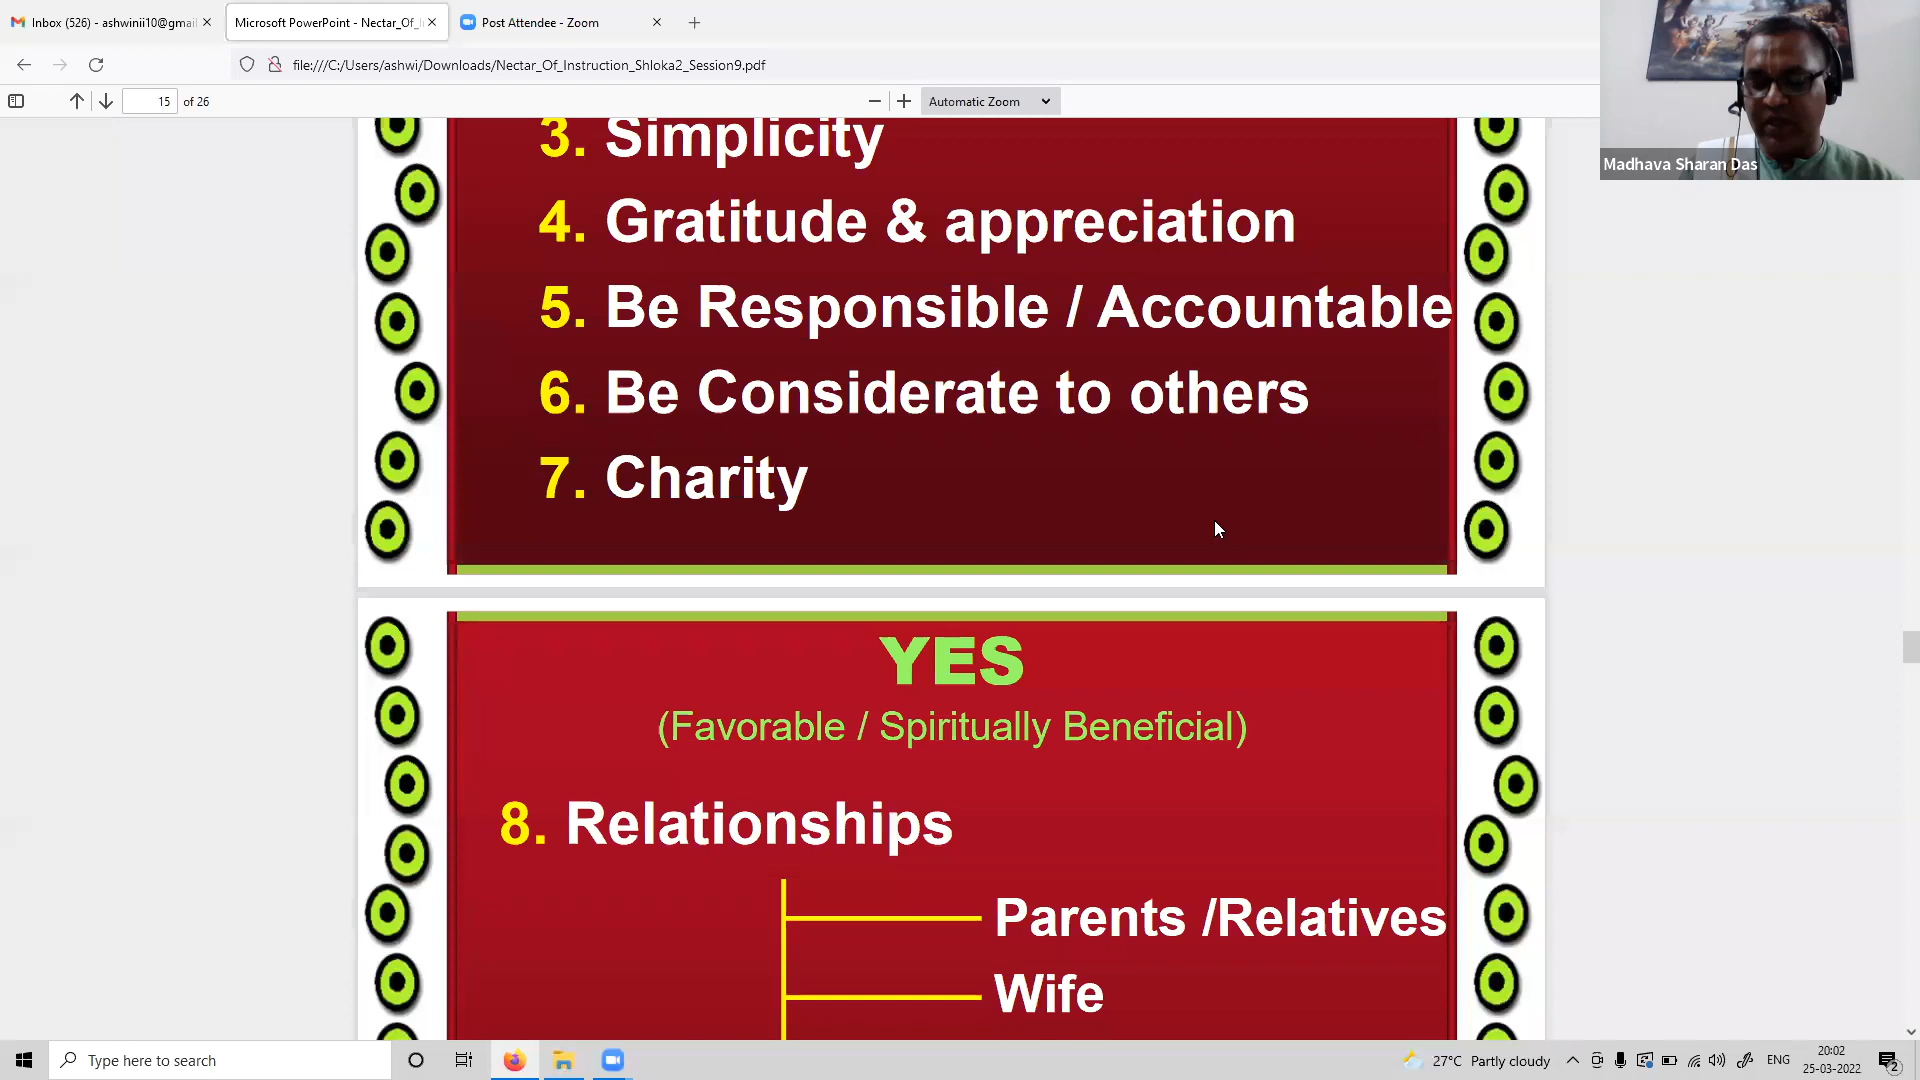 Inbox (526) - ashwinii10@gmai
Microsoft PowerPoint - Nectar_Of_
Post Attendee - Zoom
file:///C:/Users/ashwi/Downloads/Nectar_Of_Instruction_Shloka2_Session9.pdf
15 of 26
Automatic Zoom
Madhava Sharan Das
3. Simplicity
4. Gratitude & appreciation
5. Be Responsible / Accountable
6. Be Considerate to others
7. Charity
YES
(Favorable / Spiritually Beneficial)
8. Relationships
Parents /Relatives
Wife
Type here to search
27°C Partly cloudy
ENG
20:02
25-03-2022
2